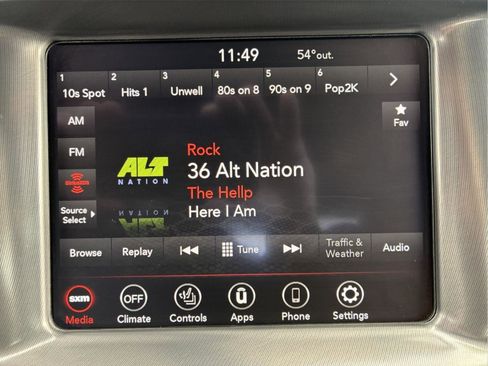 11:49 54°out.
1 2 3 4 5 6
10s Spot Hits 1 Unwell 80s on 8 90s on 9 Pop2K
AM
Fav
FM
Rock
ALT
NATION
36 Alt Nation
The Hellp
Here I Am
Source
Select
Browse Replay Tune Traffic &
Weather Audio
sxm OFF ū
Media Climate Controls Apps Phone Settings